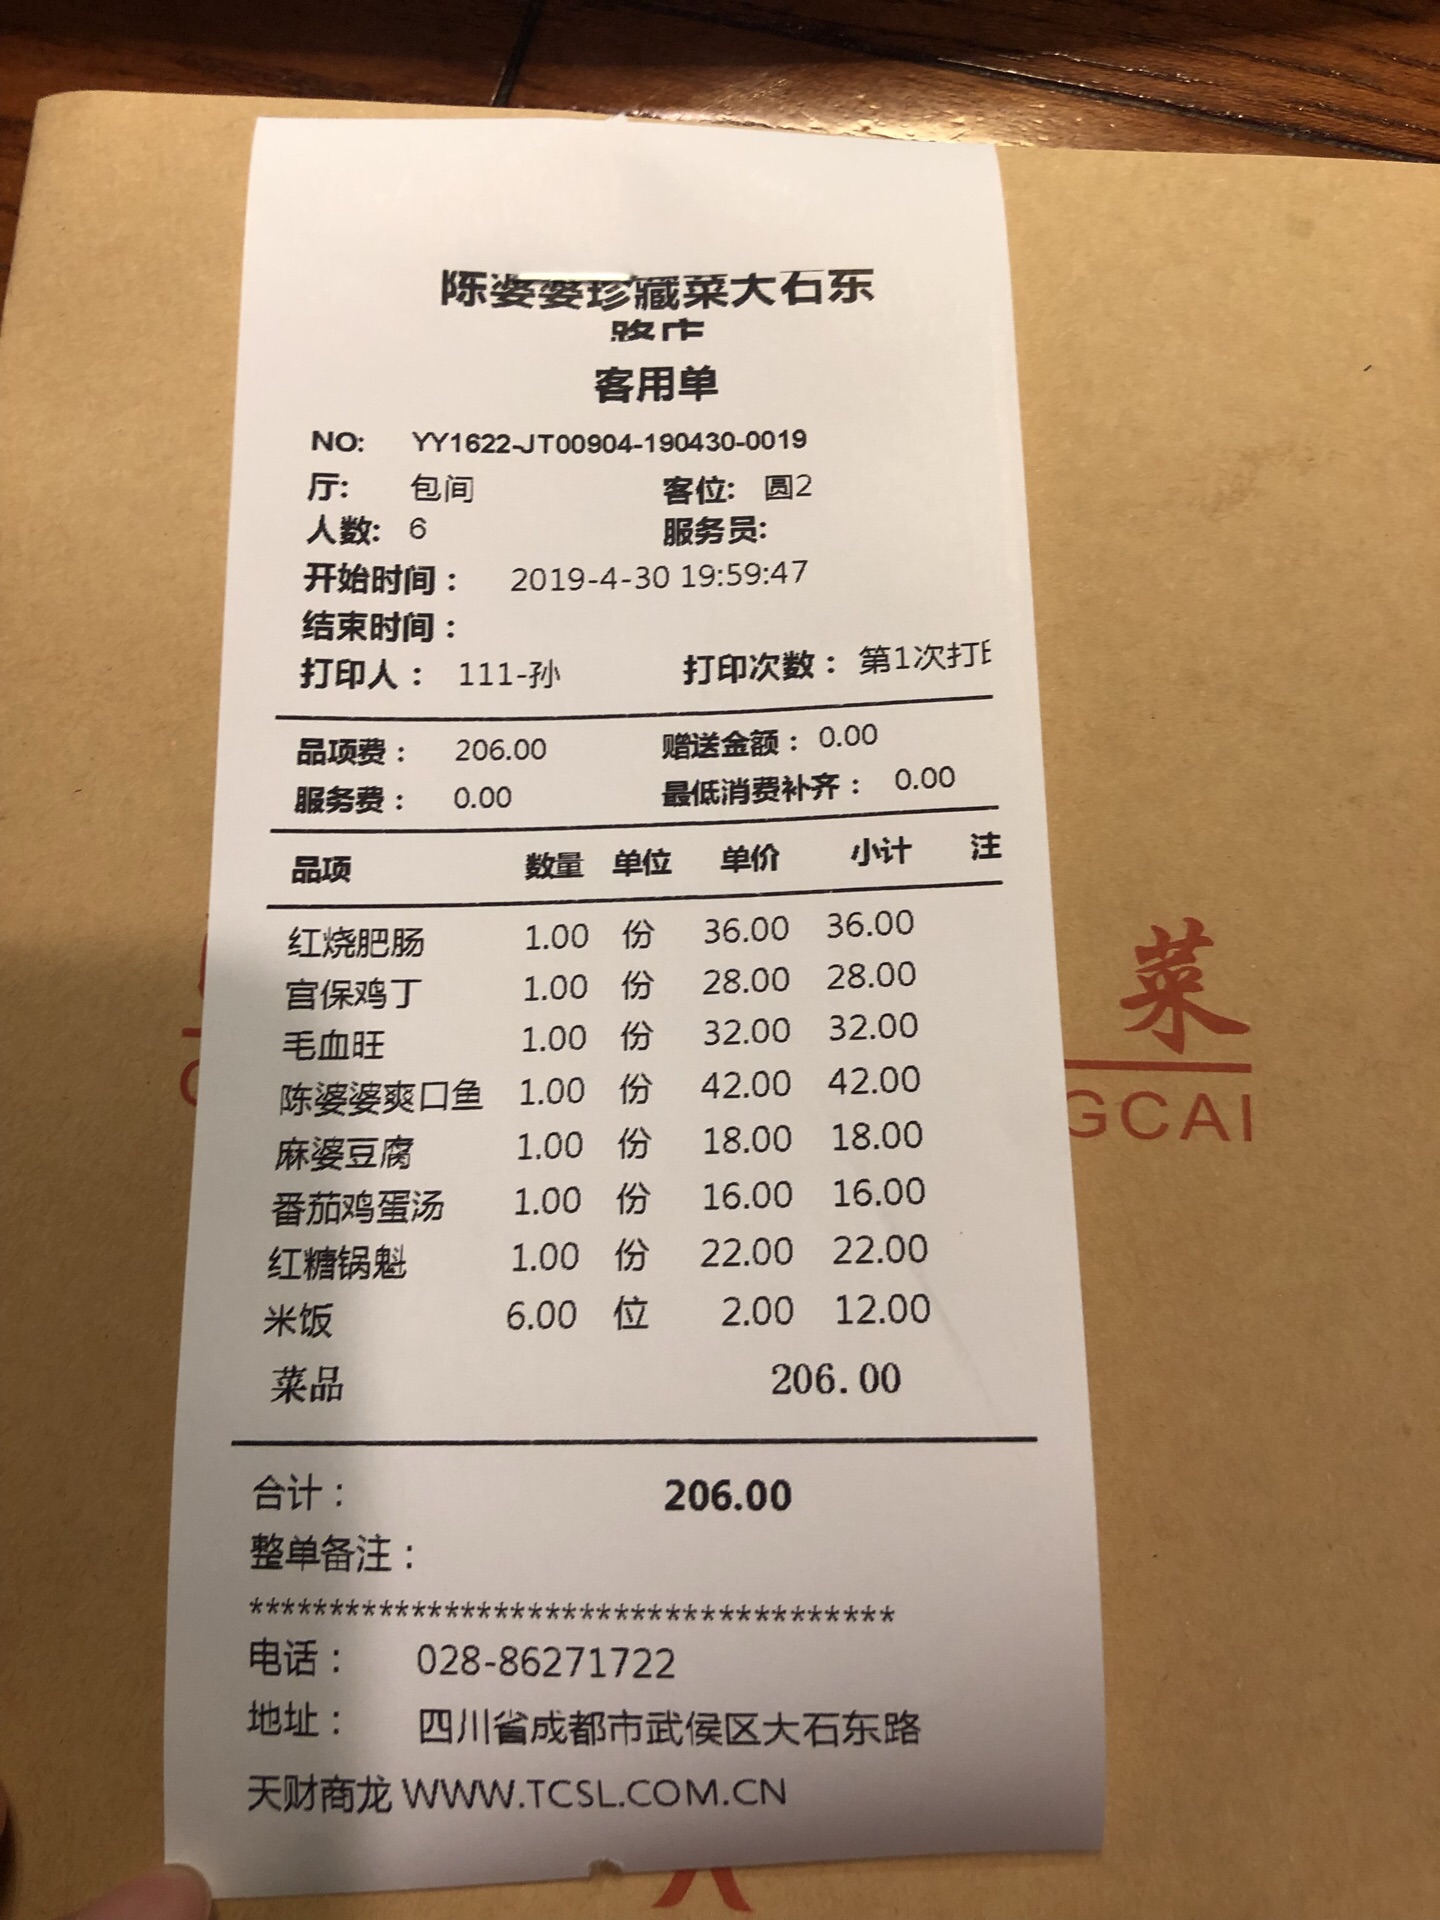 陈婆婆珍藏菜大石东
路店
客用单
NO: YY1622-JT00904-190430-0019
厅: 包间 客位: 圆2
人数: 6 服务员:
开始时间： 2019-4-30 19:59:47
结束时间：
打印人： 111-孙 打印次数： 第1次打印
品项费： 206.00 赠送金额： 0.00
服务费： 0.00 最低消费补齐： 0.00
品项 数量 单位 单价 小计 注
红烧肥肠 1.00 份 36.00 36.00
宫保鸡丁 1.00 份 28.00 28.00
毛血旺 1.00 份 32.00 32.00
陈婆婆爽口鱼 1.00 份 42.00 42.00
麻婆豆腐 1.00 份 18.00 18.00
番茄鸡蛋汤 1.00 份 16.00 16.00
红糖锅魁 1.00 份 22.00 22.00
米饭 6.00 位 2.00 12.00
菜品 206.00
合计： 206.00
整单备注：
***************************************
电话： 028-86271722
地址： 四川省成都市武侯区大石东路
天财商龙 WWW.TCSL.COM.CN
菜
GCAI